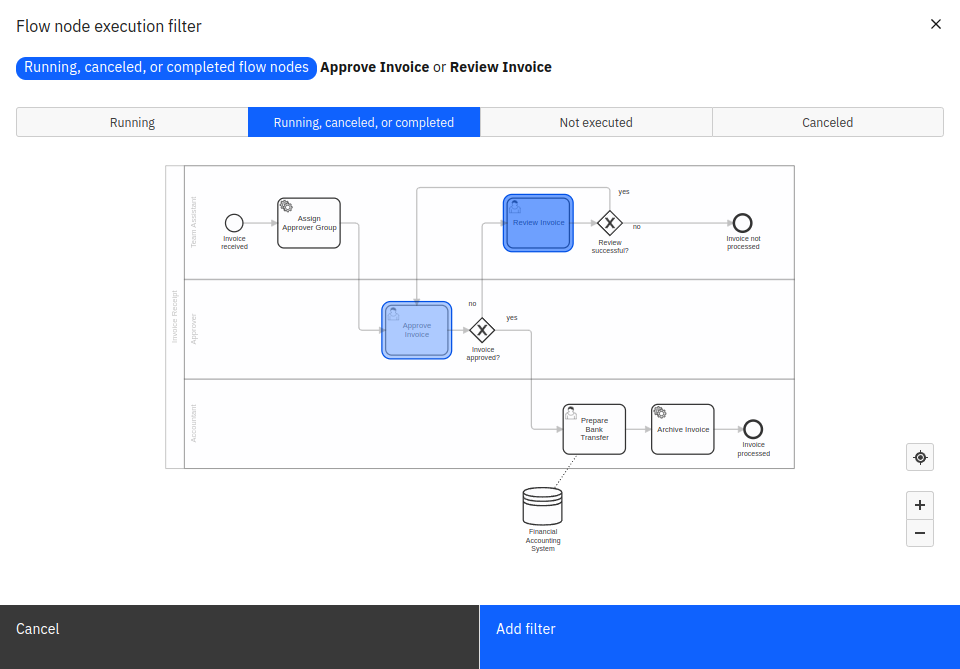 Flow node execution filter
Running, canceled, or completed flow nodes Approve Invoice or Review Invoice
Running
Running, canceled, or completed
Not executed
Canceled
Invoice Receipt
Team Assistant
Invoice
received
Assign
Approver Group
Review Invoice
yes
Review
successful?
no
Invoice not
processed
Approver
Approve
Invoice
no
Invoice
approved?
yes
Accountant
Prepare
Bank
Transfer
Archive Invoice
Invoice
processed
Financial
Accounting
System
Cancel
Add filter